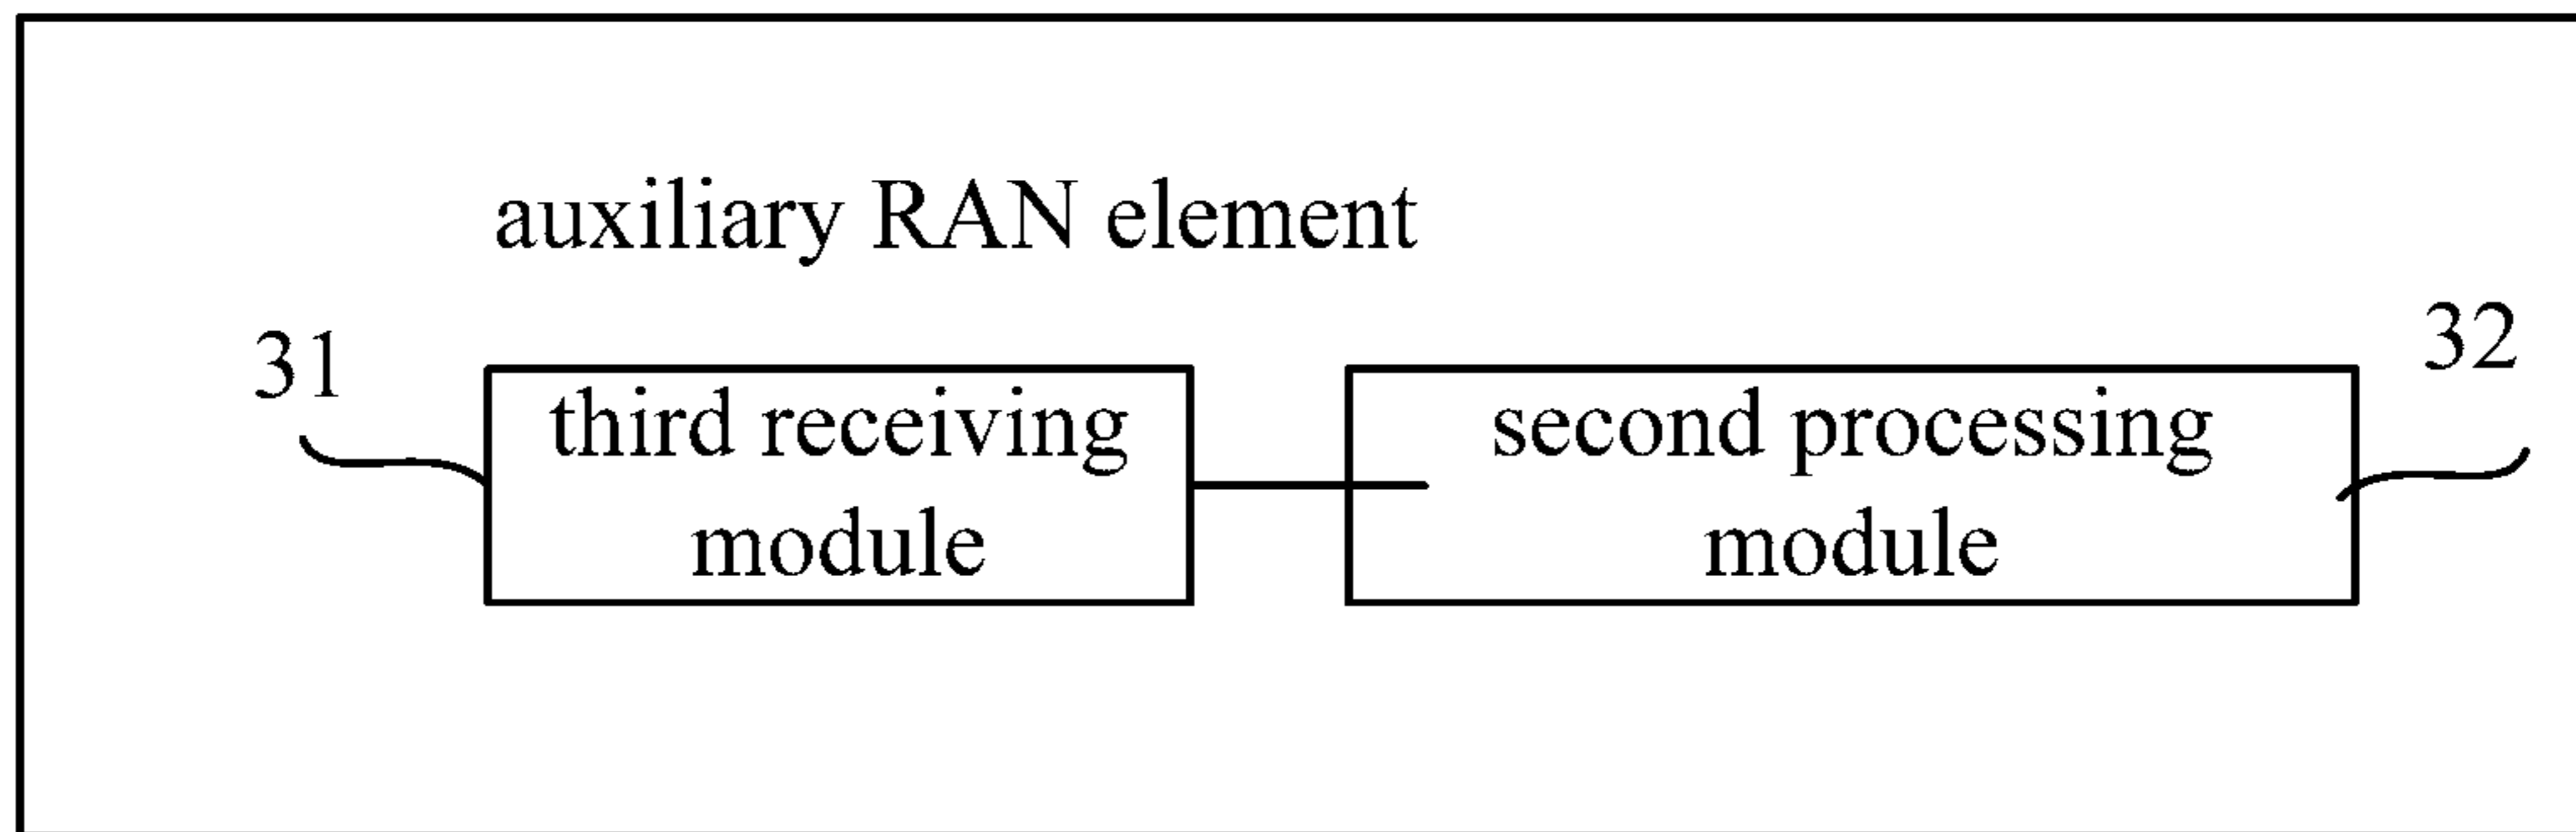 auxiliary RAN element
31
32
third receiving
module
second processing
module